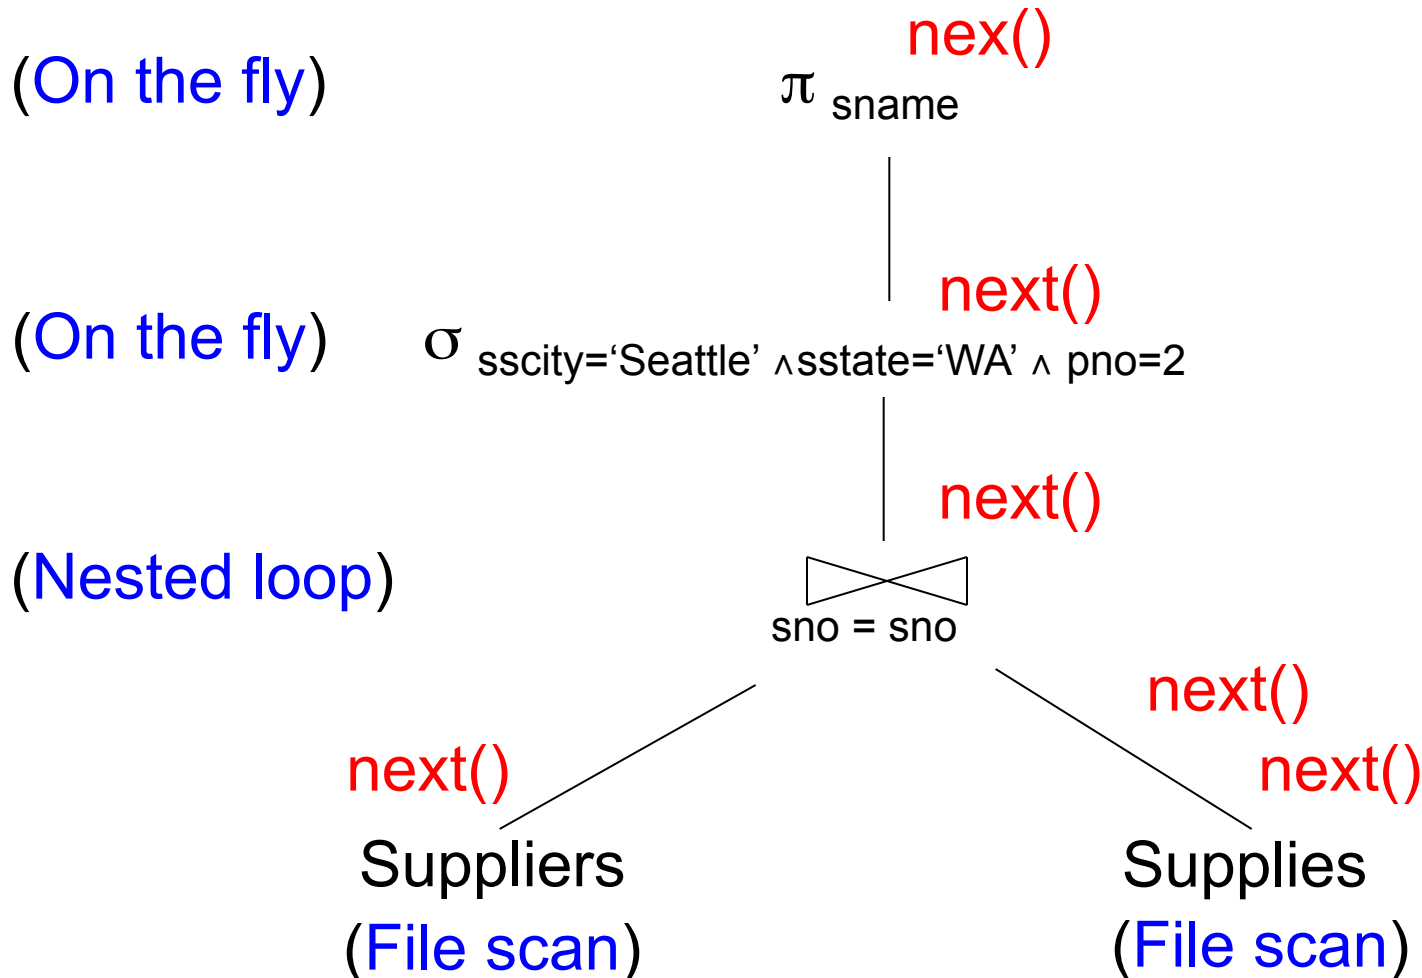 nex()
(On the fly)
π sname
next()
(On the fly)
σ sscity=‘Seattle’ ∧sstate=‘WA’ ∧ pno=2
next()
(Nested loop)
sno = sno
next()
next()
next()
Suppliers
Supplies
(File scan)
(File scan)